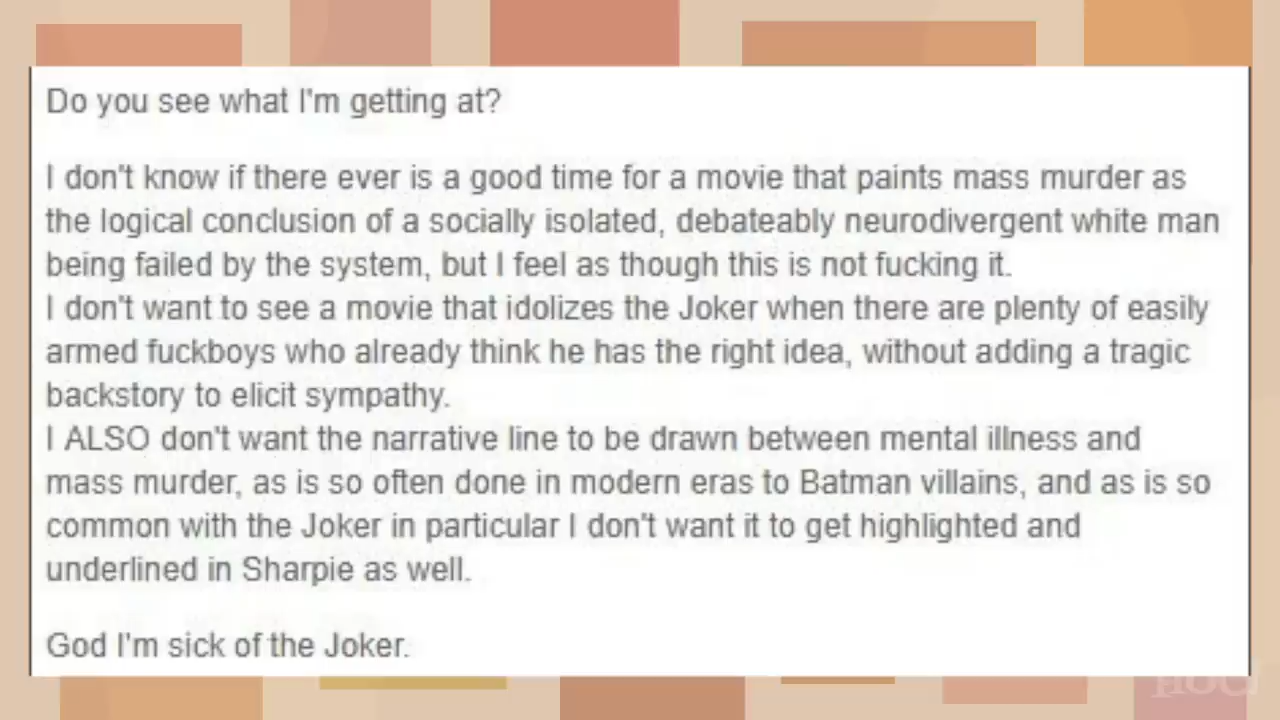 Do you see what I'm getting at?
I don't know if there ever is a good time for a movie that paints mass murder as
the logical conclusion of a socially isolated, debateably neurodivergent white man
being failed by the system, but I feel as though this is not fucking it.
I don't want to see a movie that idolizes the Joker when there are plenty of easily
armed fuckboys who already think he has the right idea, without adding a tragic
backstory to elicit sympathy.
I ALSO don't want the narrative line to be drawn between mental illness and
mass murder, as is so often done in modern eras to Batman villains, and as is so
common with the Joker in particular I don't want it to get highlighted and
underlined in Sharpie as well.
God I'm sick of the Joker.